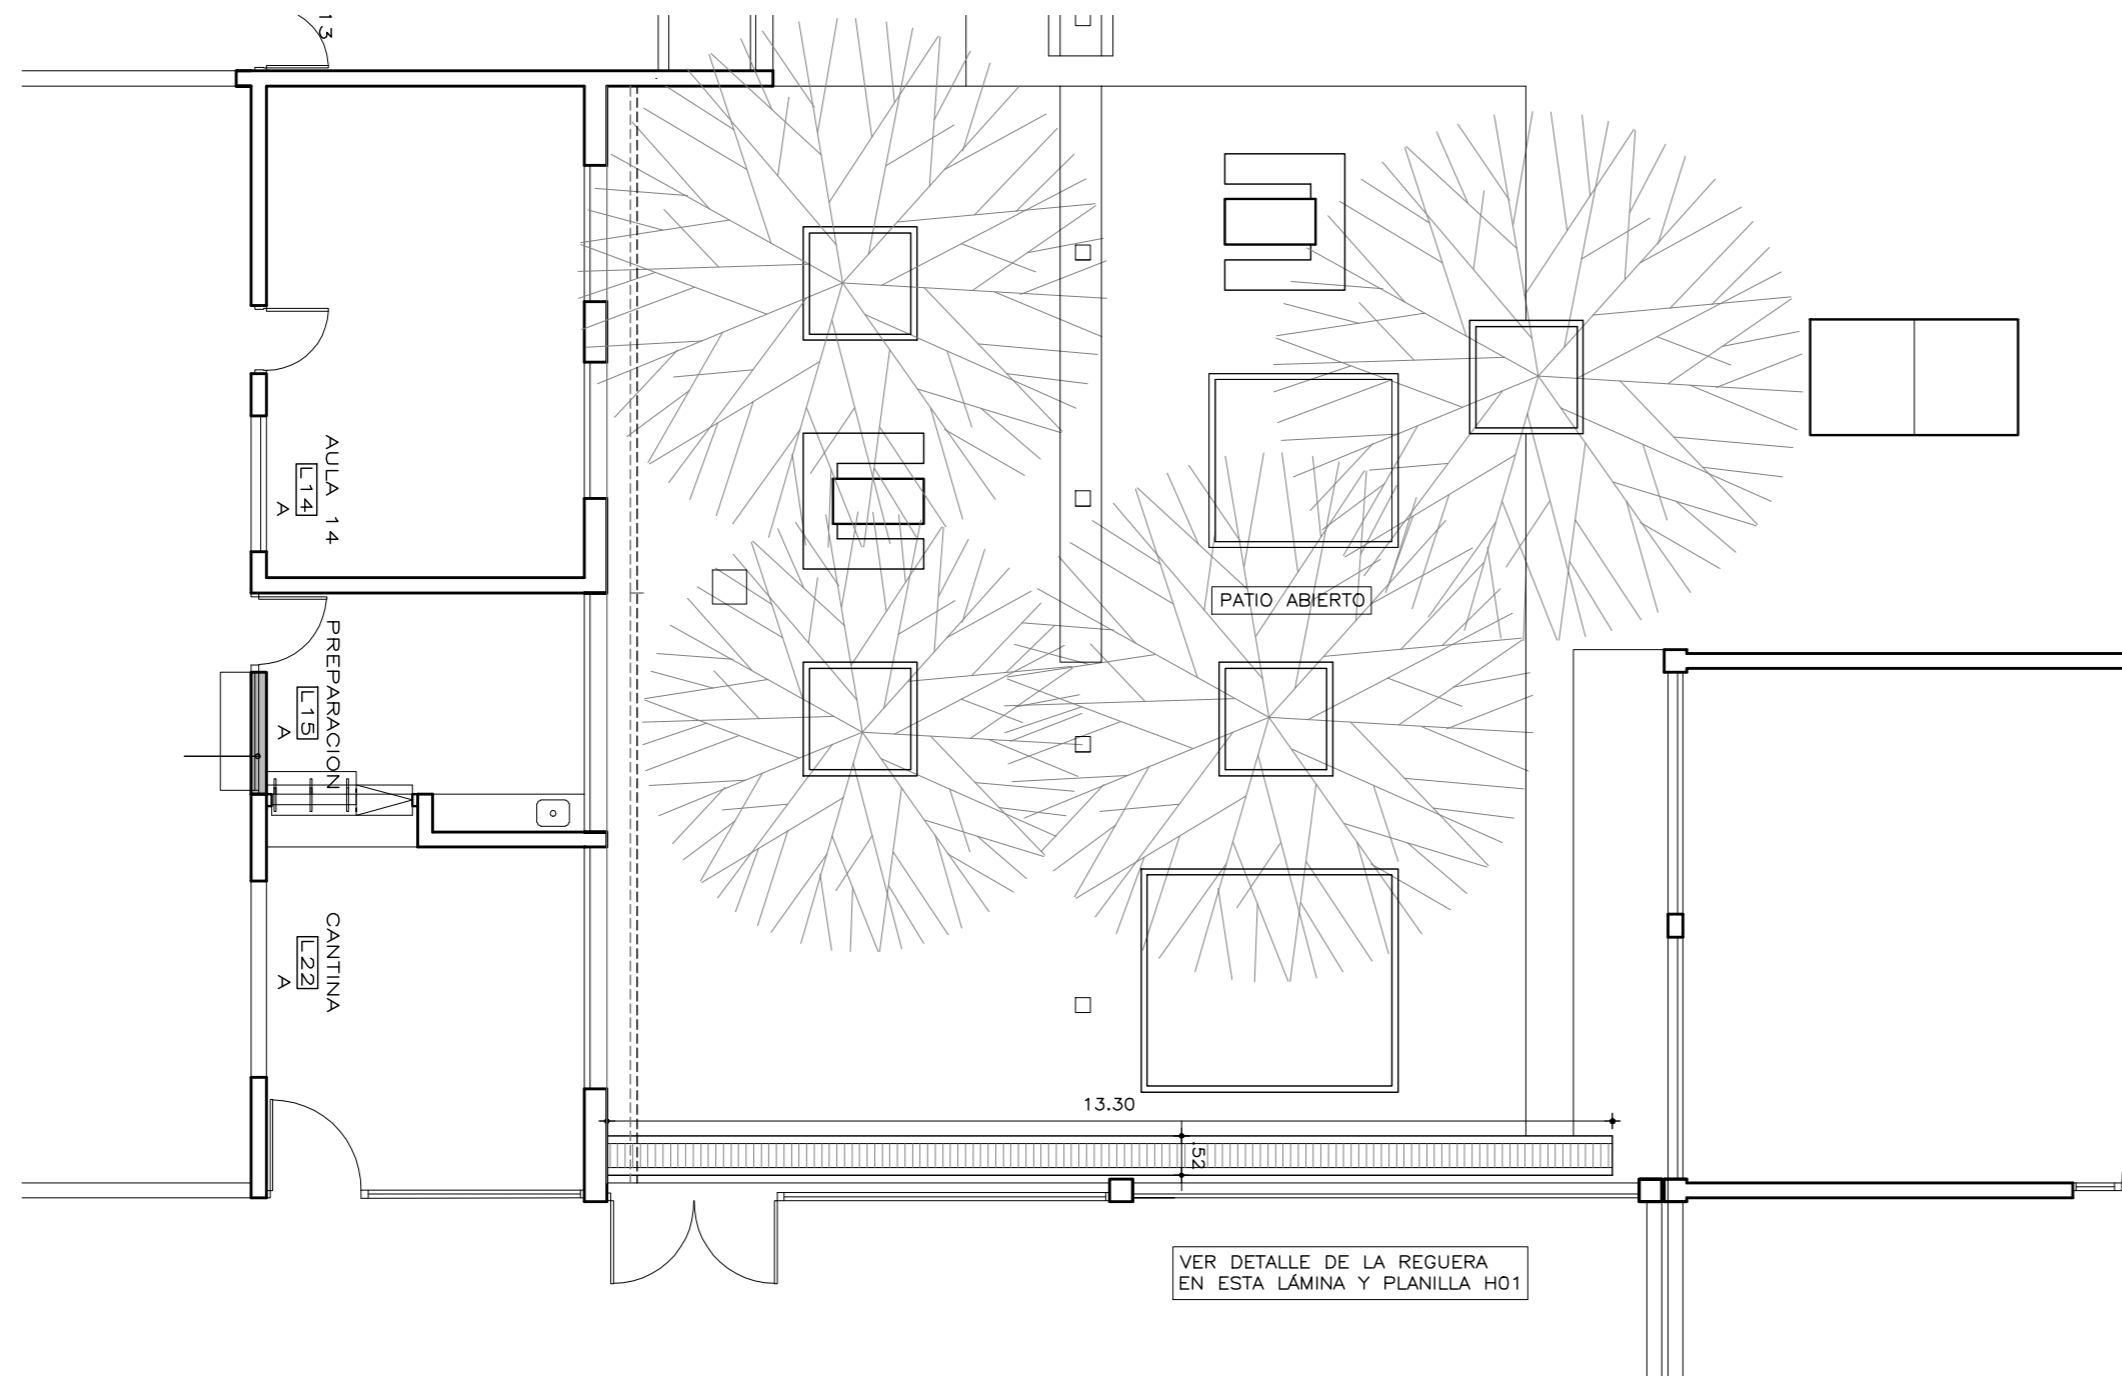 13
AULA 14
L14
A
PREPARACION
L15
A
CANTINA
L22
A
PATIO ABIERTO
13.30
.52
VER DETALLE DE LA REGUERA
EN ESTA LÁMINA Y PLANILLA H01